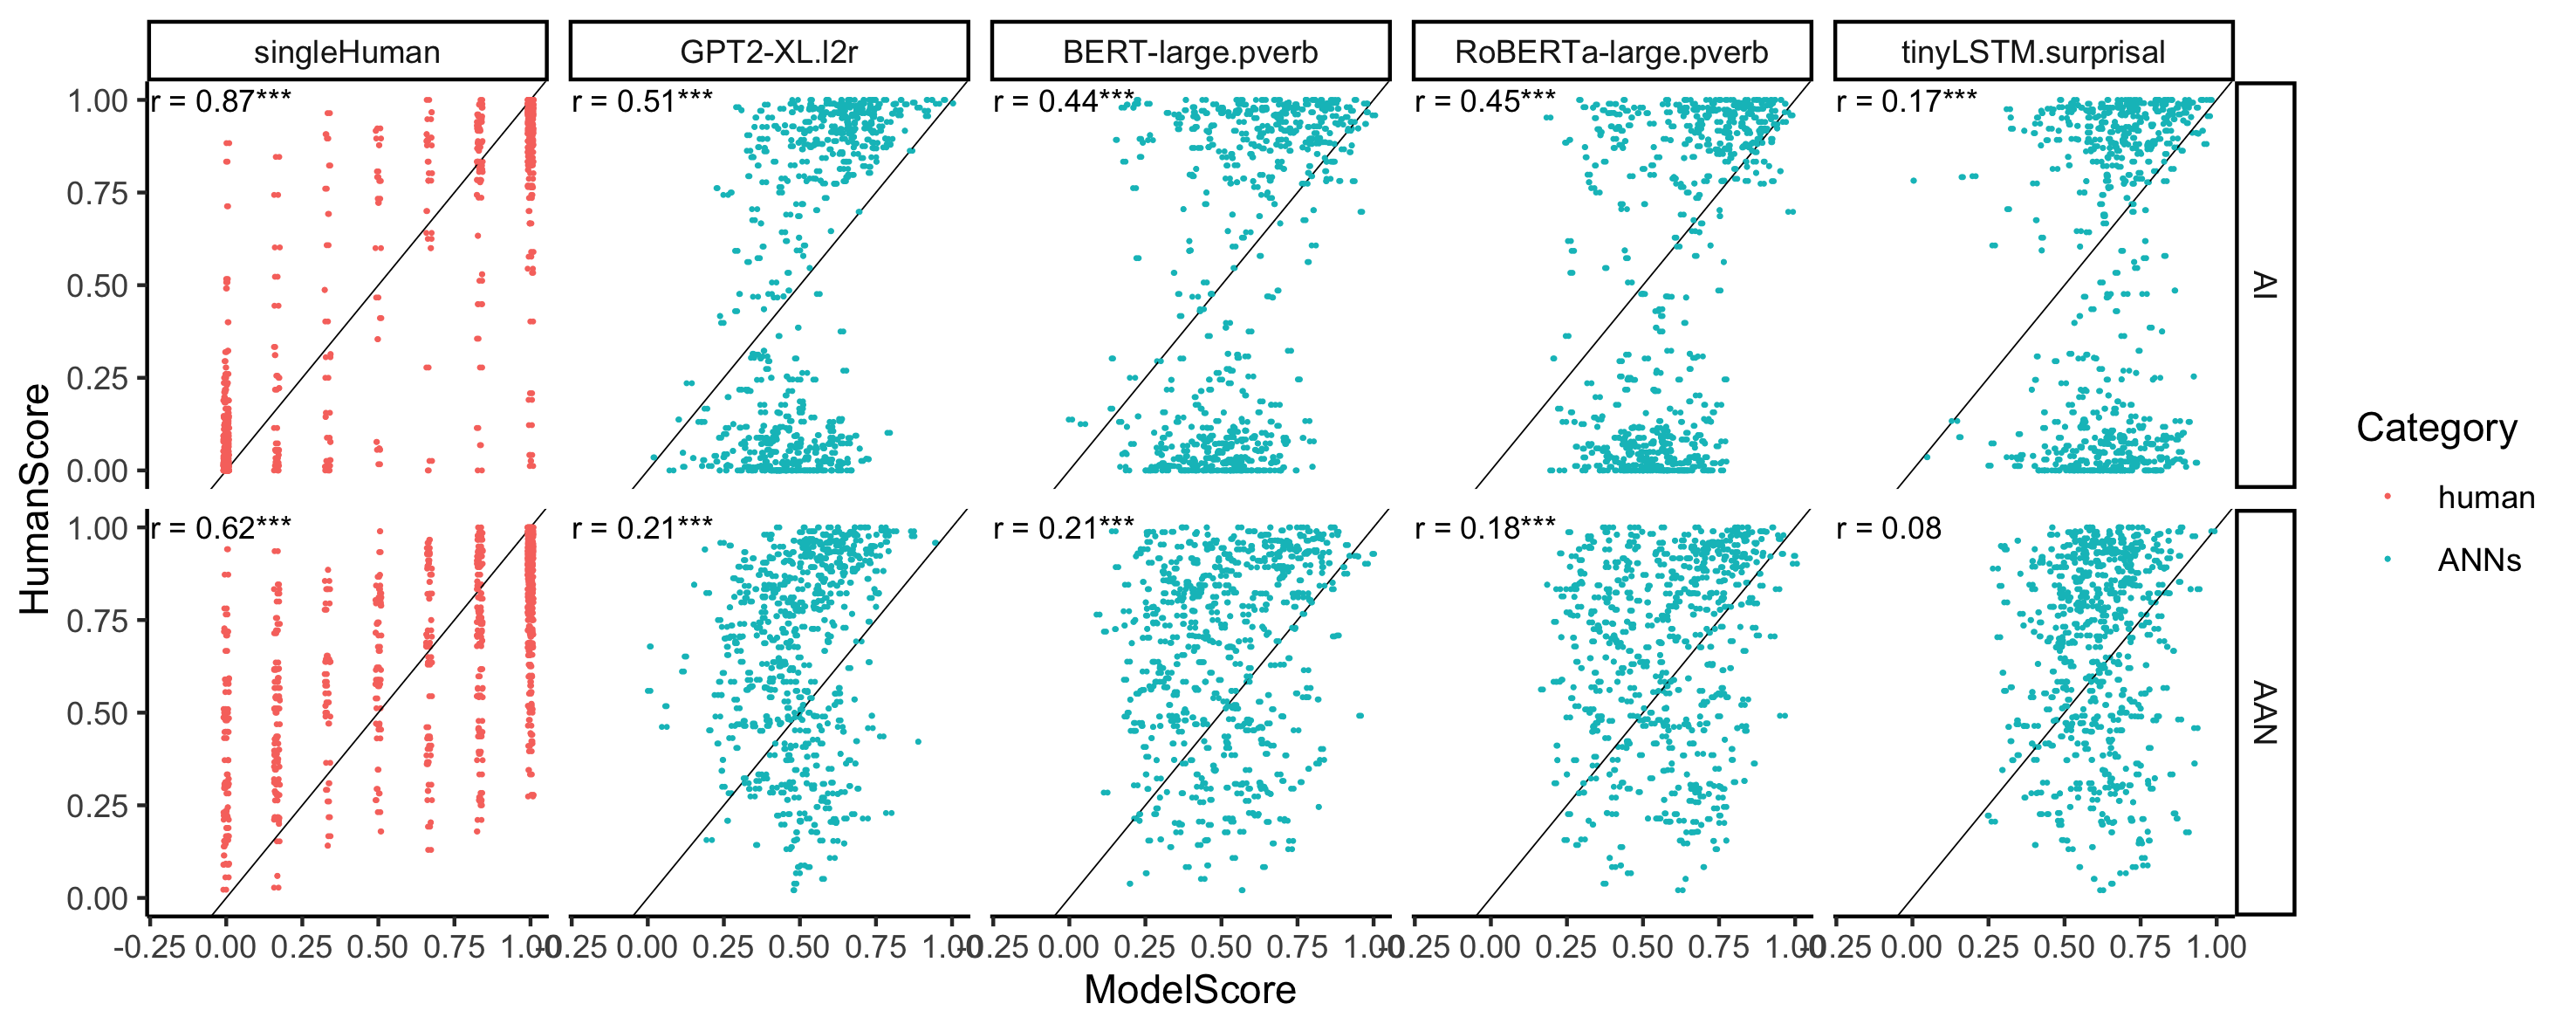 singleHuman GPT2-XL.l2r BERT-large.pverb RoBERTa-large.pverb tinyLSTM.surprisal
r = 0.87*** r = 0.51*** r = 0.44*** r = 0.45*** r = 0.17***
1.00
0.75
0.50
0.25
0.00
AI
r = 0.62*** r = 0.21*** r = 0.21*** r = 0.18*** r = 0.08
1.00
0.75
0.50
0.25
0.00
AAN
HumanScore
-0.25 0.00 0.25 0.50 0.75 1.00 -0.25 0.00 0.25 0.50 0.75 1.00 -0.25 0.00 0.25 0.50 0.75 1.00 -0.25 0.00 0.25 0.50 0.75 1.00 -0.25 0.00 0.25 0.50 0.75 1.00
ModelScore
Category
human
ANNs